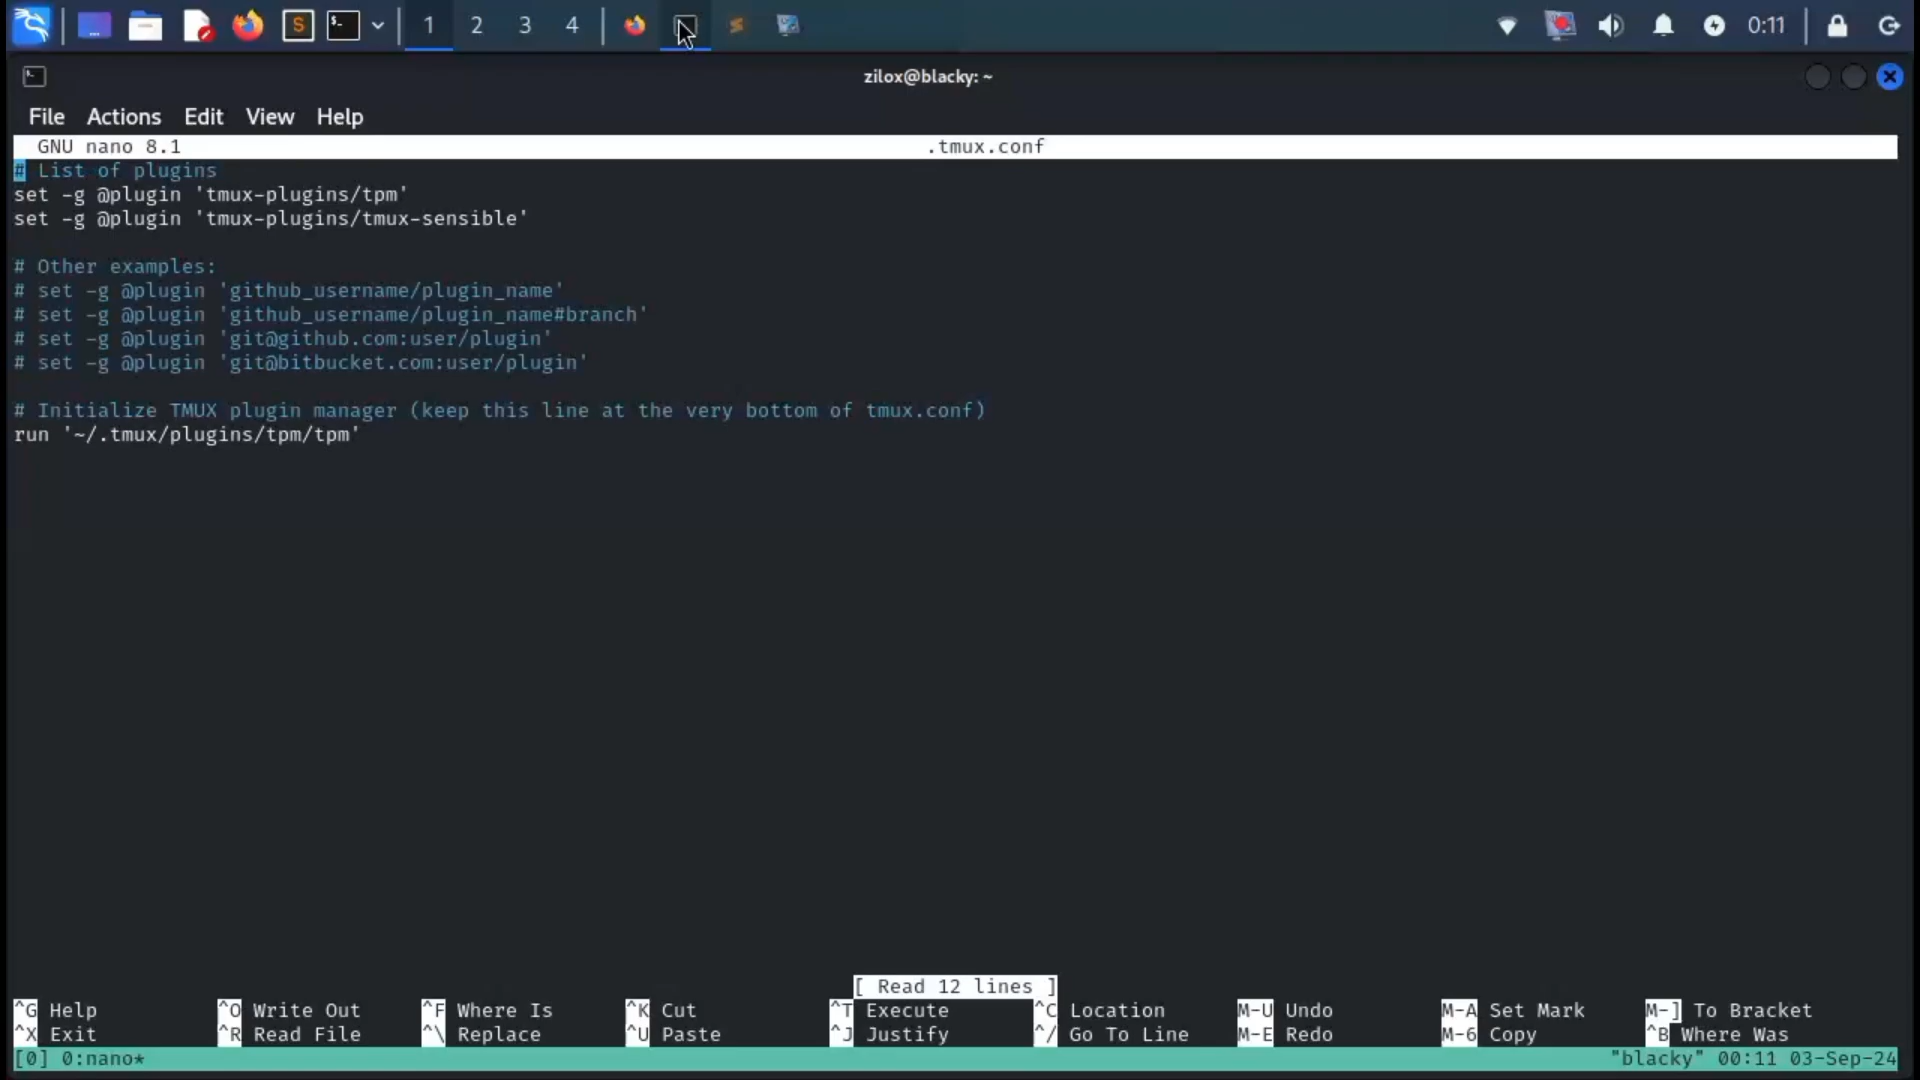 1 2 3 4 0:11
zilox@blacky: ~
File Actions Edit View Help
GNU nano 8.1 .tmux.conf
# List of plugins
set -g @plugin 'tmux-plugins/tpm'
set -g @plugin 'tmux-plugins/tmux-sensible'
# Other examples:
# set -g @plugin 'github_username/plugin_name'
# set -g @plugin 'github_username/plugin_name#branch'
# set -g @plugin 'git@github.com:user/plugin'
# set -g @plugin 'git@bitbucket.com:user/plugin'
# Initialize TMUX plugin manager (keep this line at the very bottom of tmux.conf)
run '~/.tmux/plugins/tpm/tpm'
[ Read 12 lines ]
^G Help ^O Write Out ^F Where Is ^K Cut ^T Execute ^C Location M-U Undo M-A Set Mark M-] To Bracket
^X Exit ^R Read File ^\ Replace ^U Paste ^J Justify ^/ Go To Line M-E Redo M-6 Copy ^B Where Was
[0] 0:nano* "blacky" 00:11 03-Sep-24